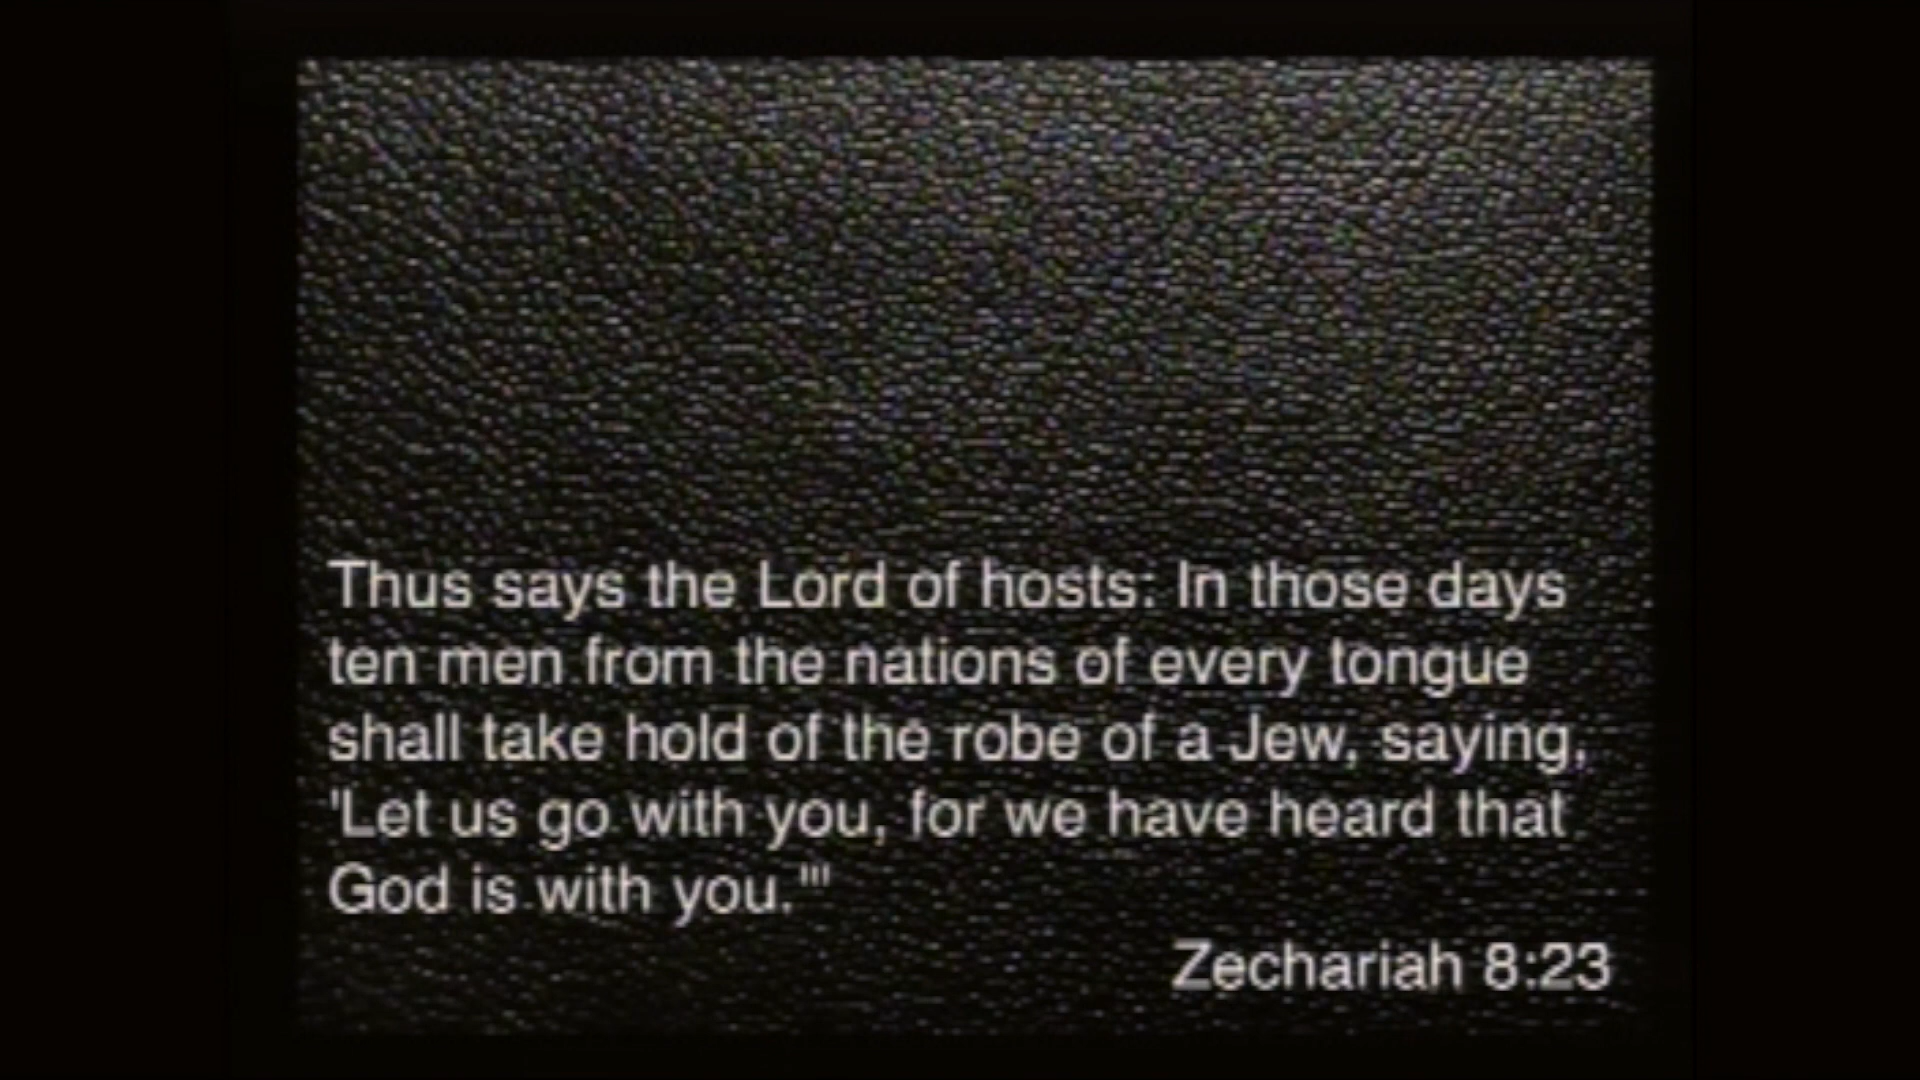 Thus says the Lord of hosts: In those days
ten men from the nations of every tongue
shall take hold of the robe of a Jew, saying,
'Let us go with you, for we have heard that
God is with you.'"
Zechariah 8:23